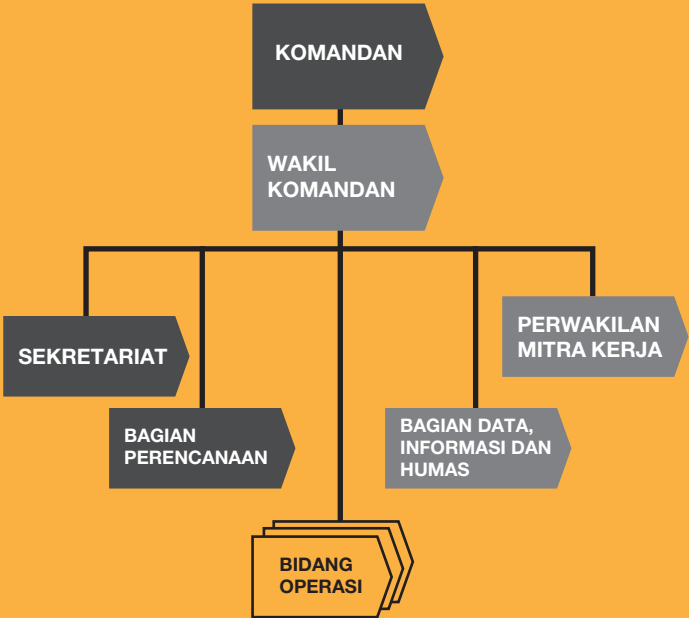 KOMANDAN
WAKIL
KOMANDAN
SEKRETARIAT
PERWAKILAN
MITRA KERJA
BAGIAN
PERENCANAAN
BAGIAN DATA,
INFORMASI DAN
HUMAS
BIDANG
OPERASI